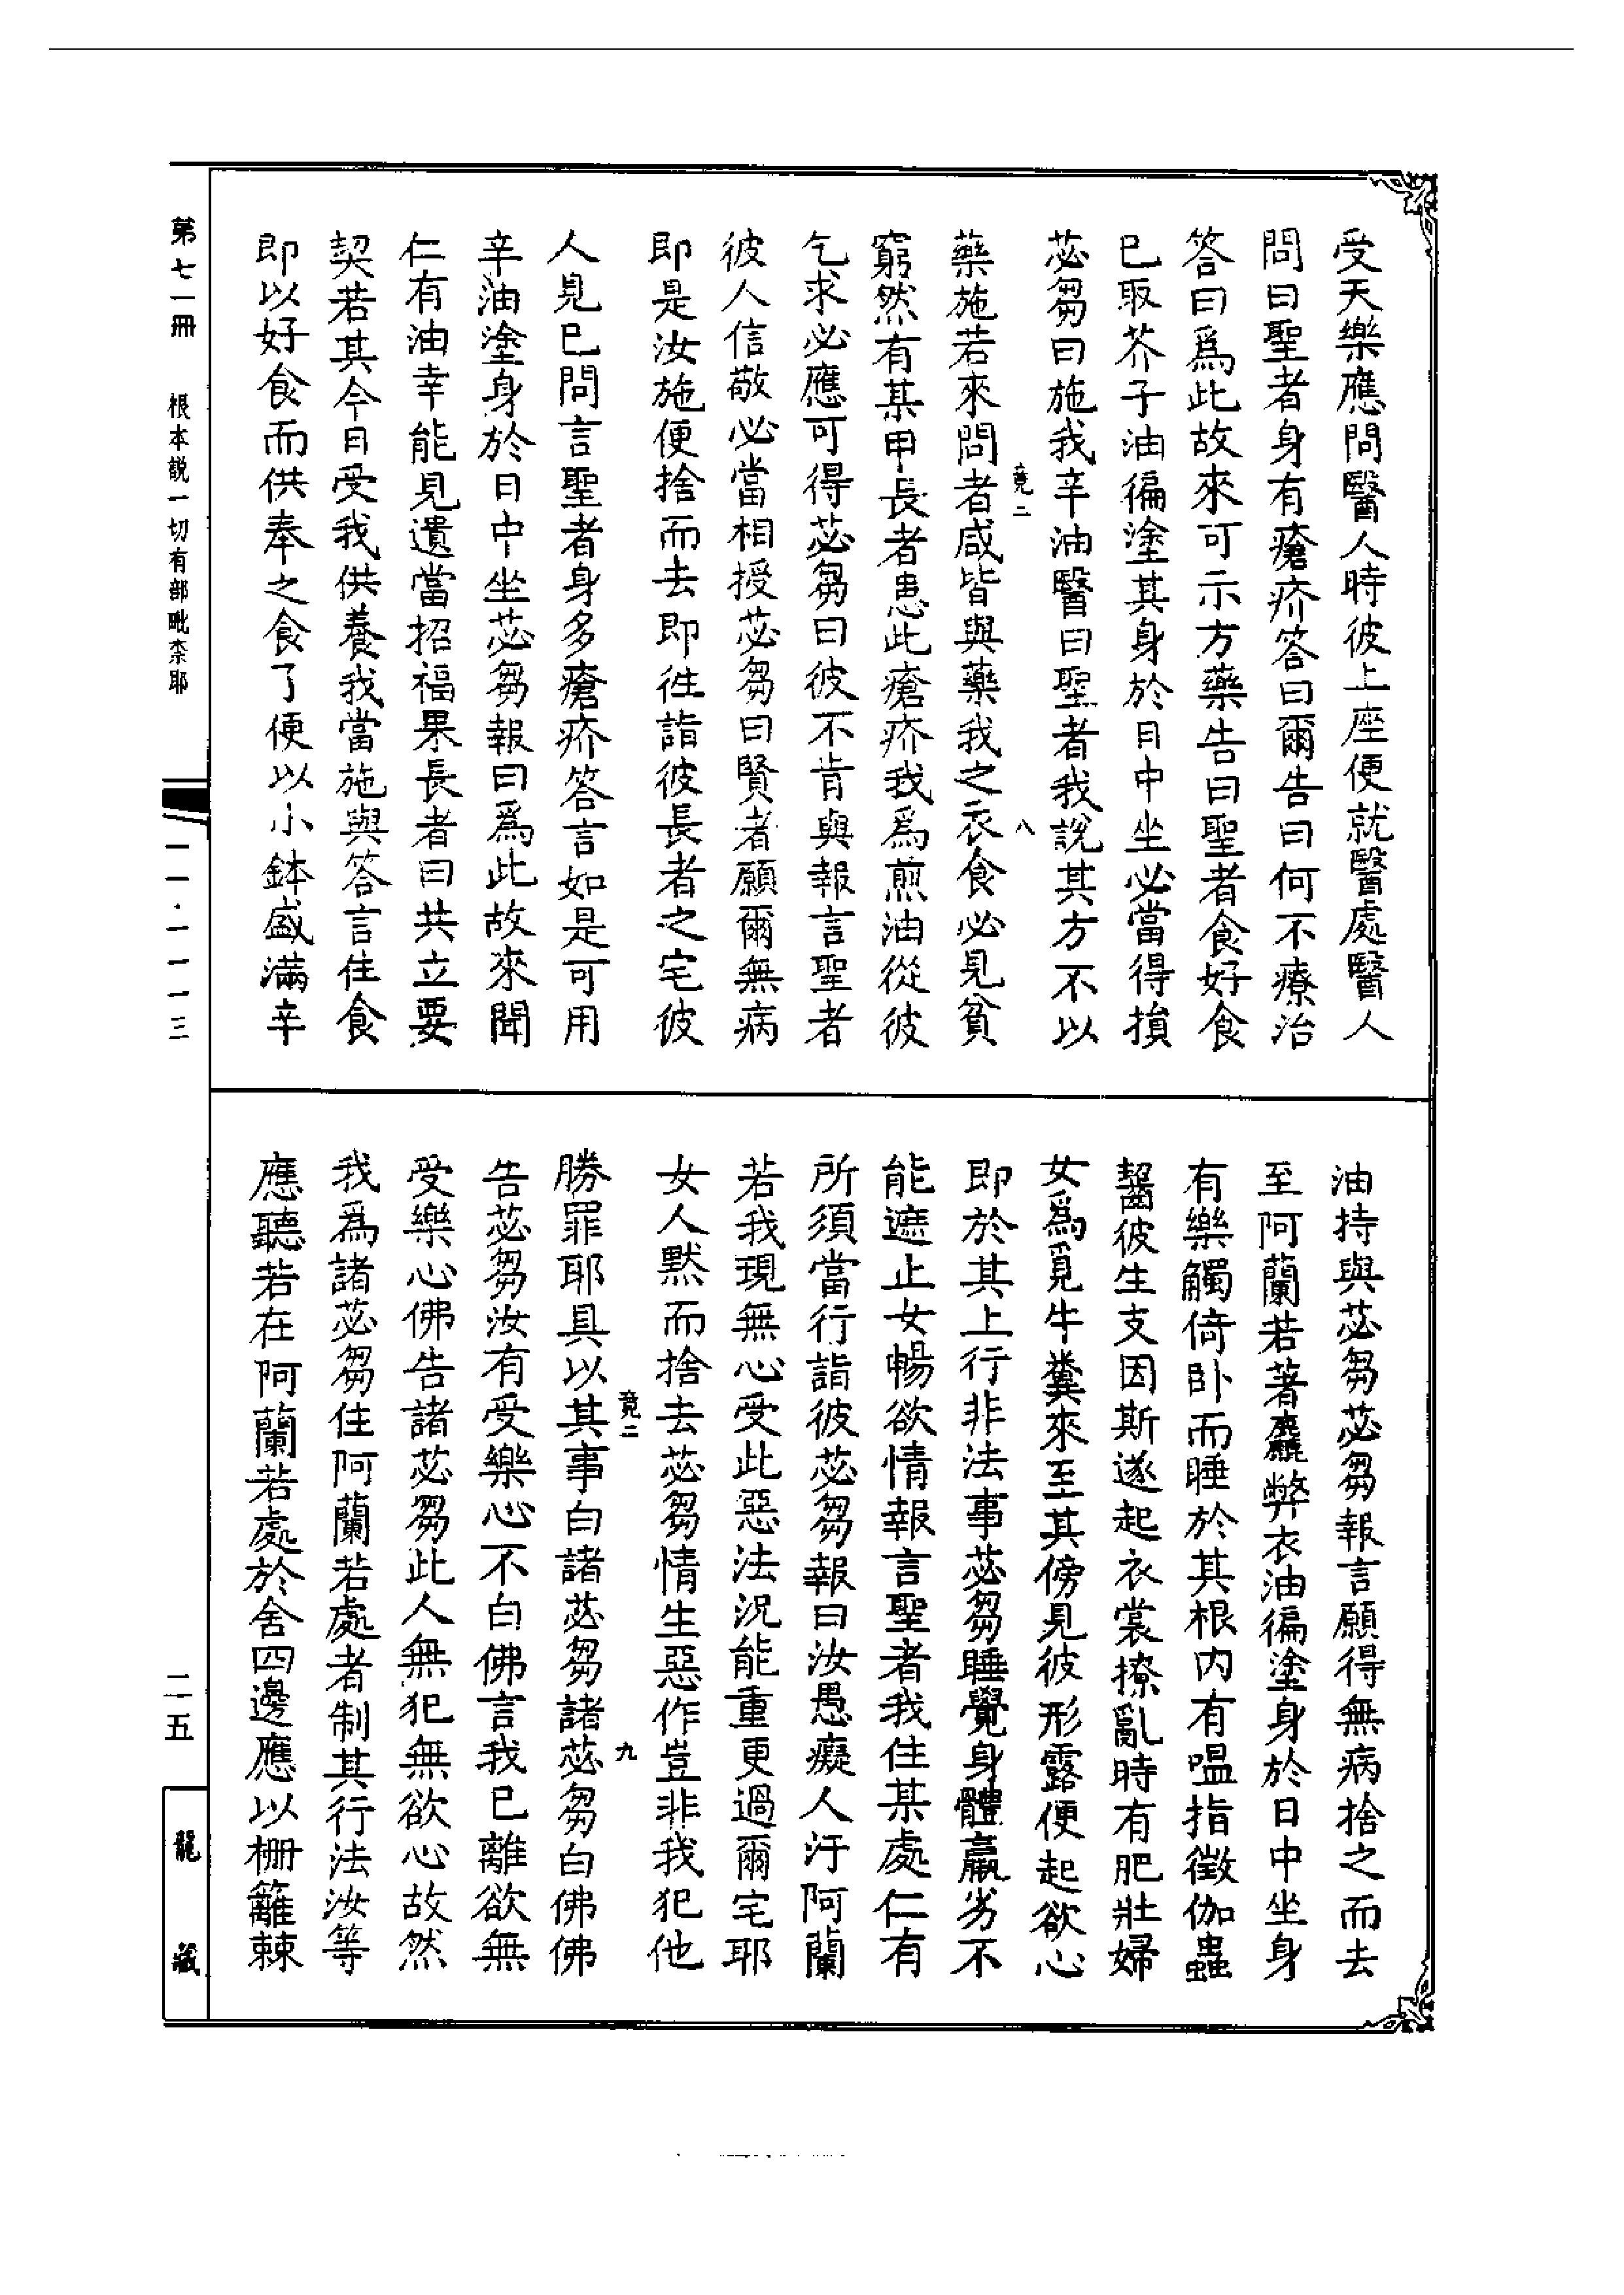 受天樂應問醫人時彼上座便就醫處醫人
問曰聖者身有瘡疥答曰爾告曰何不療治
答曰爲此故來可示方藥告曰聖者食好食
已取芥子油徧塗其身於日中坐必當得損
苾芻曰施我辛油醫曰聖者我說其方不以
竟二
八
藥施若來問者咸皆與藥我之衣食必見貧
窮然有某甲長者患此瘡疥我爲煎油從彼
乞求必應可得苾芻曰彼不肯與報言聖者
彼人信敬必當相授苾芻曰賢者願爾無病
即是汝施便捨而去即往詣彼長者之宅彼
人見已問言聖者身多瘡疥答言如是可用
辛油塗身於日中坐苾芻報曰爲此故來聞
仁有油幸能見遺當招福果長者曰共立要
契若其今日受我供養我當施與答言住食
即以好食而供奉之食了便以小鉢盛滿辛
油持與苾芻苾芻報言願得無病捨之而去
至阿蘭若著麤弊衣油徧塗身於日中坐身
有樂觸倚臥而睡於其根內有嗢指徵伽蟲
齧彼生支因斯遂起衣裳撩亂時有肥壯婦
女爲覓牛糞來至其傍見彼形露便起欲心
即於其上行非法事苾芻睡覺身體羸劣不
能遮止女暢欲情報言聖者我住某處仁有
所須當行詣彼苾芻報曰汝愚癡人汙阿蘭
若我現無心受此惡法況能重更過爾宅耶
女人默而捨去苾芻情生惡作豈非我犯他
竟二
九
勝罪耶具以其事白諸苾芻諸苾芻白佛佛
告苾芻汝有受樂心不白佛言我已離欲無
受樂心佛告諸苾芻此人無犯無欲心故然
我爲諸苾芻住阿蘭若處者制其行法汝等
應聽若在阿蘭若處於舍四邊應以柵籬棘
第七一冊
根本說一切有部毗柰耶
一一·一一一三
二五
龍藏